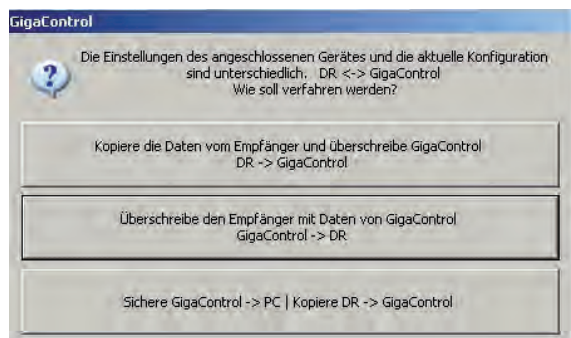 GigaControl
Die Einstellungen des angeschlossenen Gerätes und die aktuelle Konfiguration
sind unterschiedlich. DR <-> GigaControl
Wie soll verfahren werden?
Kopiere die Daten vom Empfänger und überschreibe GigaControl
DR -> GigaControl
Überschreibe den Empfänger mit Daten von GigaControl
GigaControl -> DR
Sichere GigaControl -> PC | Kopiere DR -> GigaControl